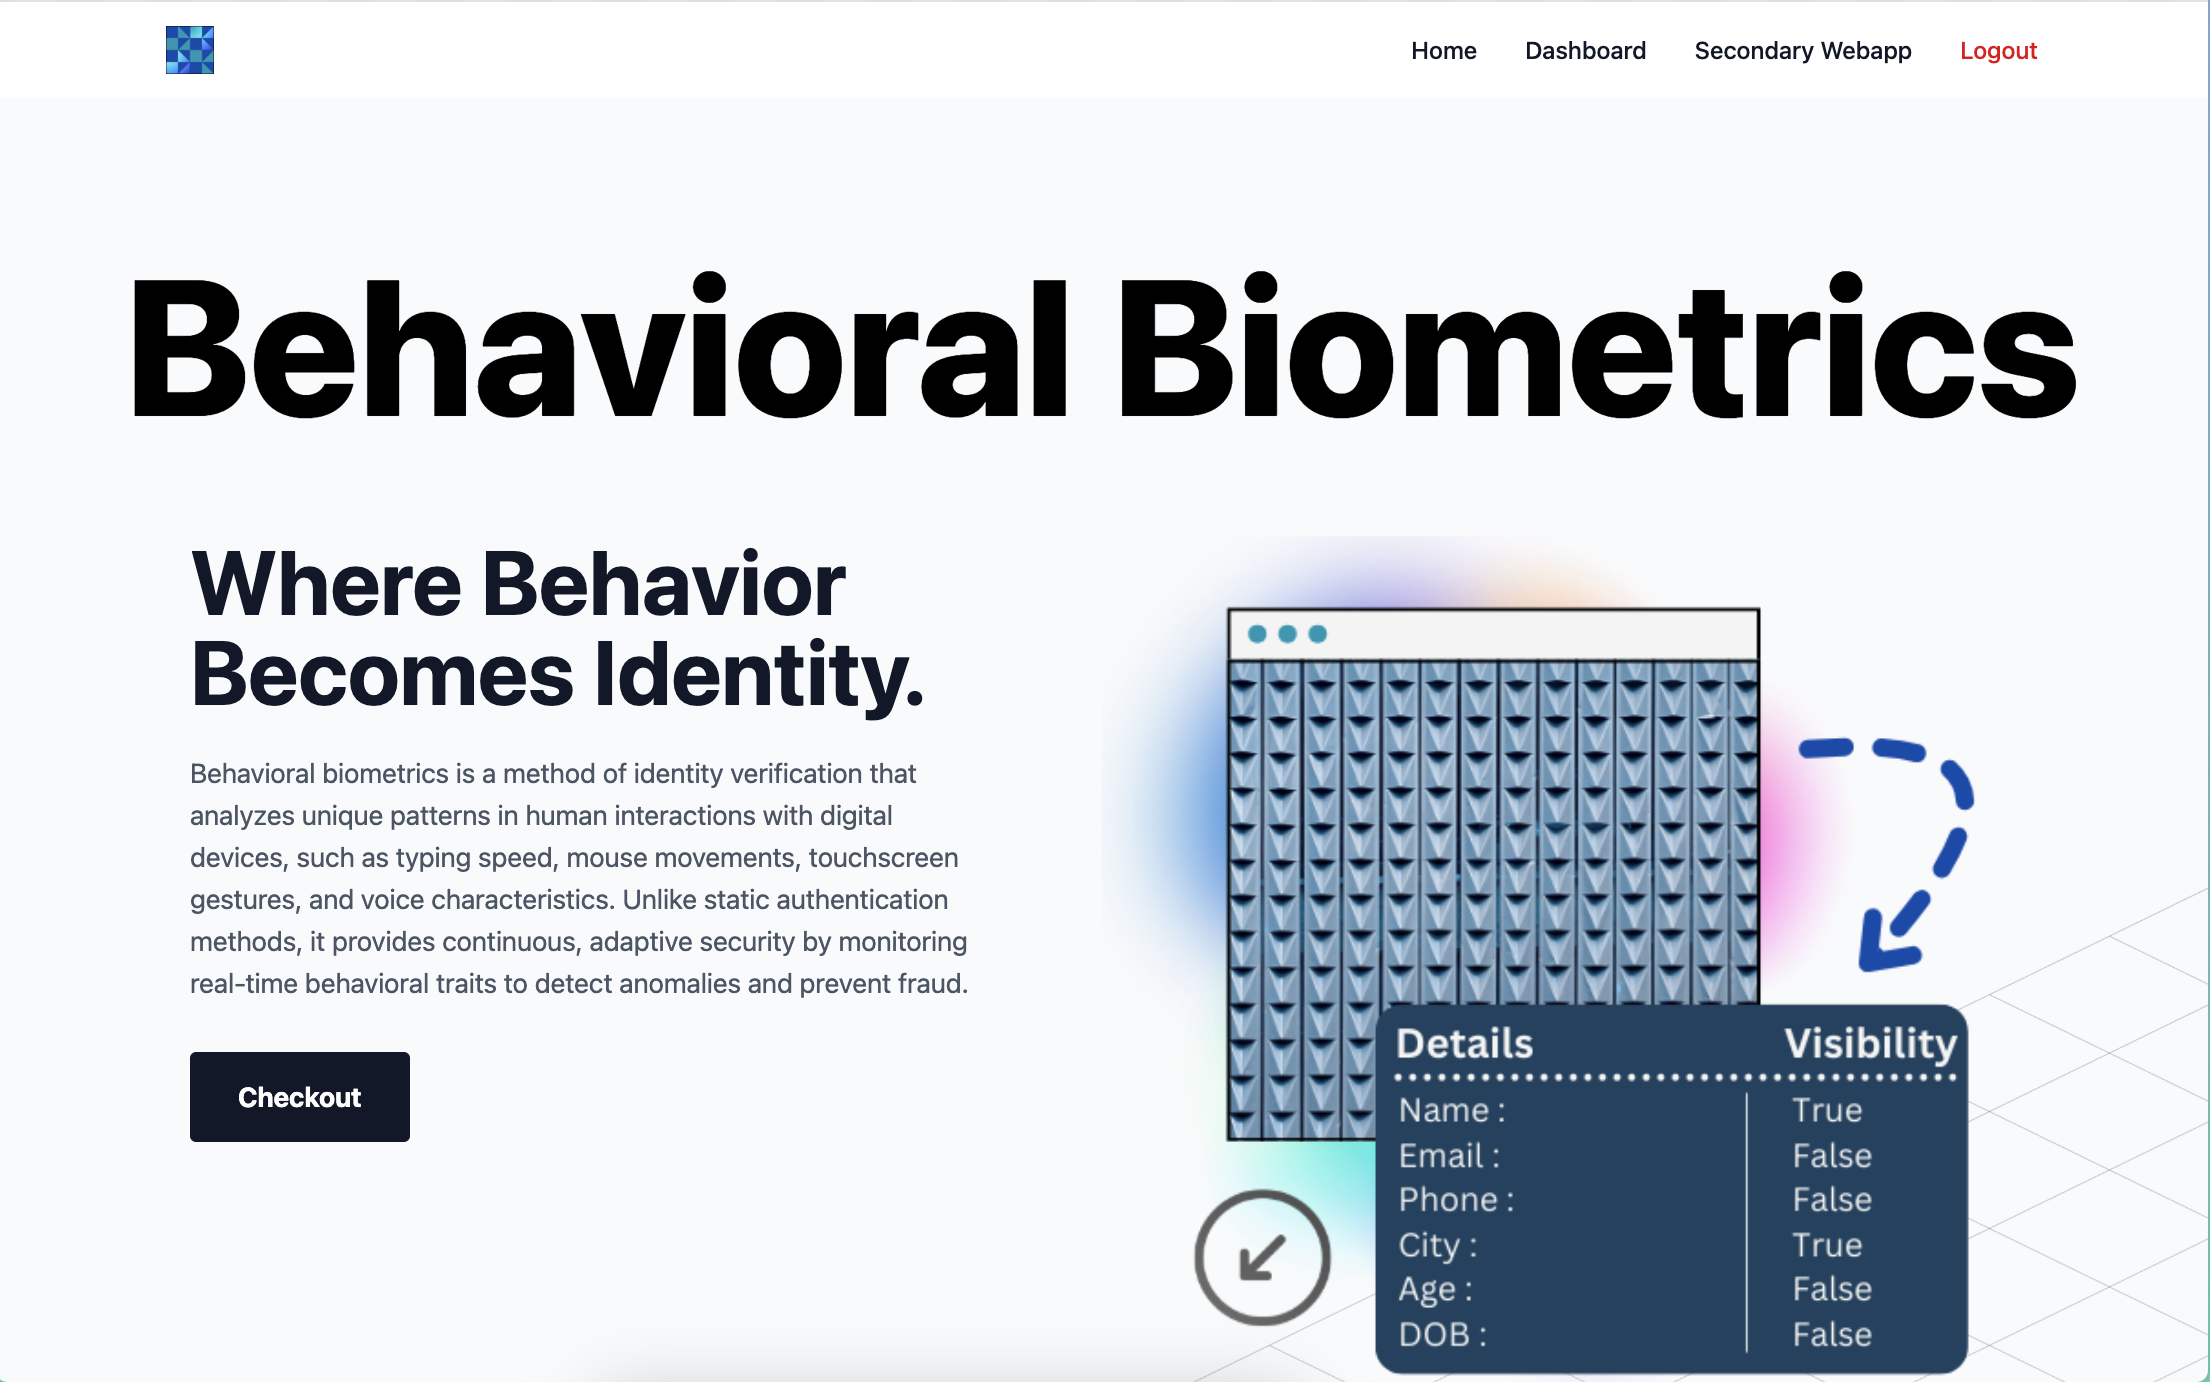 Home Dashboard Secondary Webapp Logout
Behavioral Biometrics
Where Behavior
Becomes Identity.
Behavioral biometrics is a method of identity verification that
analyzes unique patterns in human interactions with digital
devices, such as typing speed, mouse movements, touchscreen
gestures, and voice characteristics. Unlike static authentication
methods, it provides continuous, adaptive security by monitoring
real-time behavioral traits to detect anomalies and prevent fraud.
Checkout
Details Visibility
Name : True
Email : False
Phone : False
City : True
Age : False
DOB : False